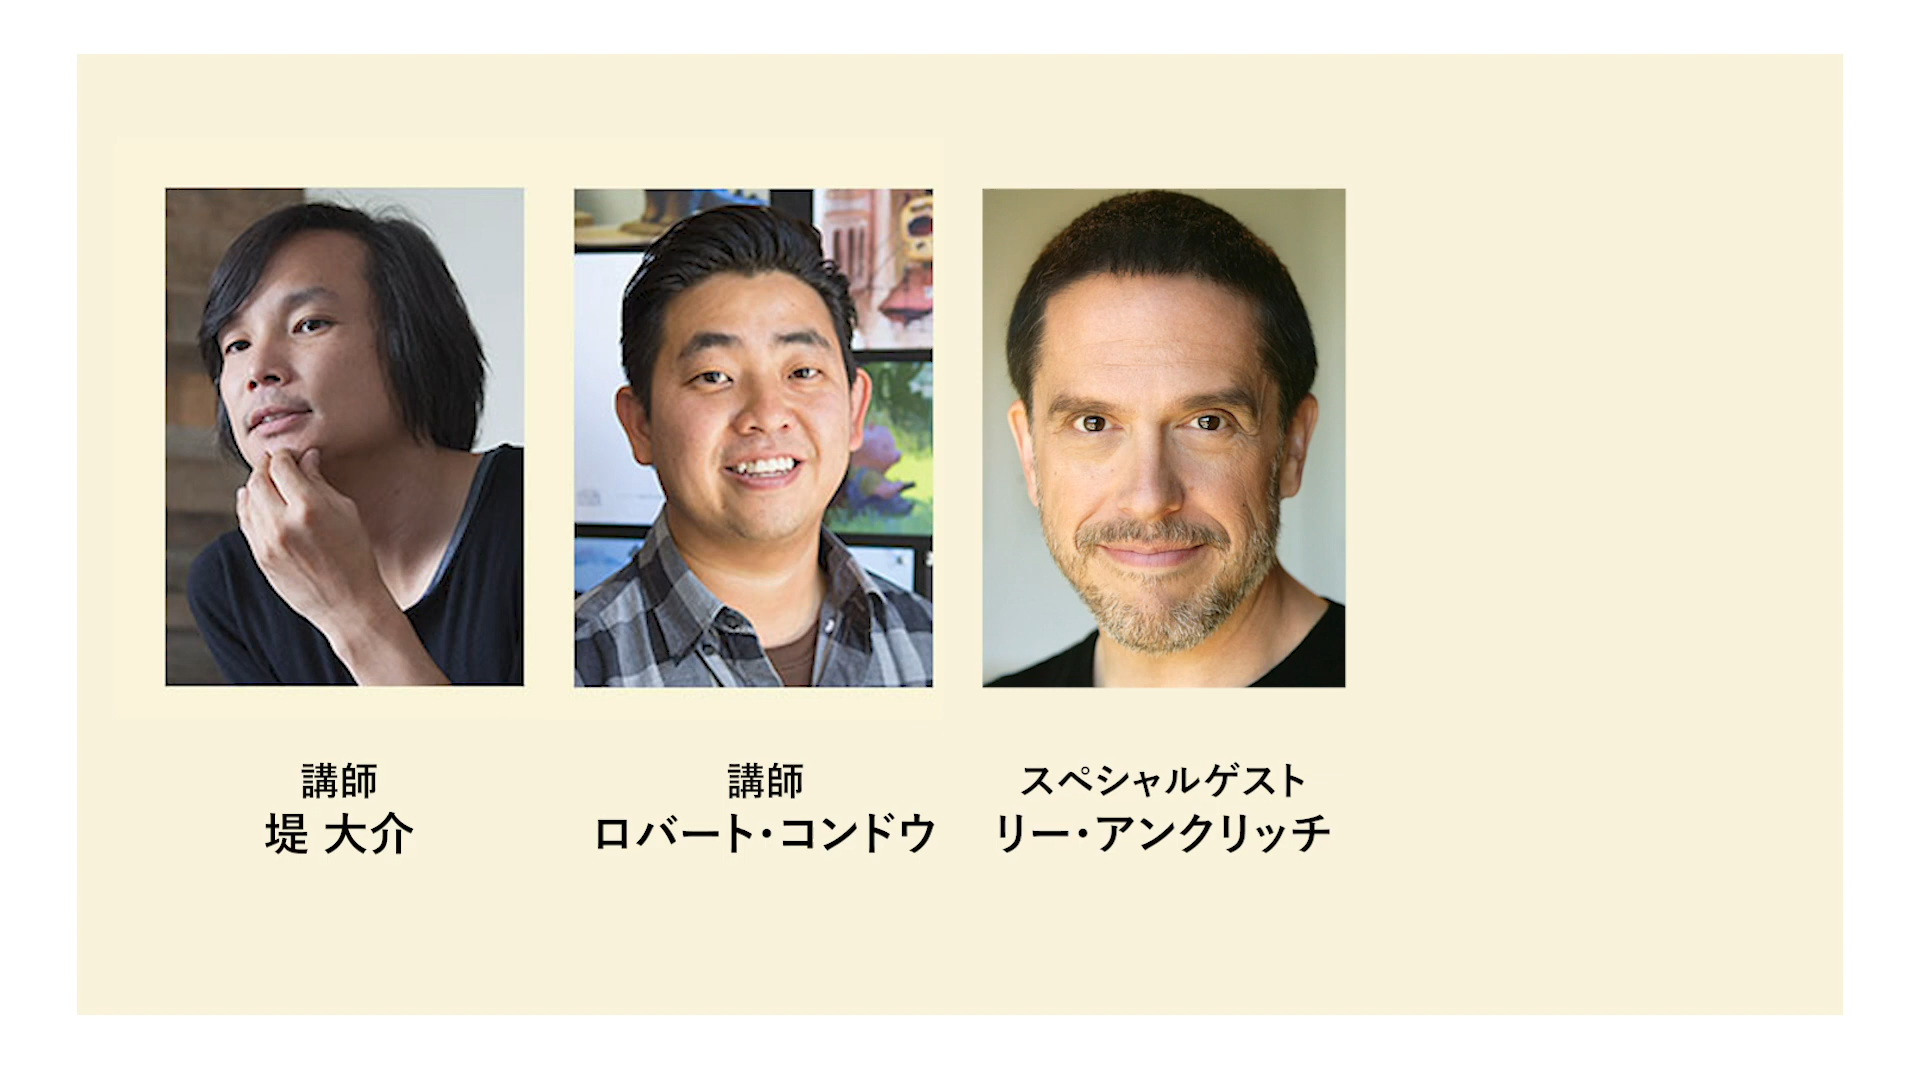 講師
堤 大介
講師
ロバート・コンドウ
スペシャルゲスト
リー・アンクリッチ